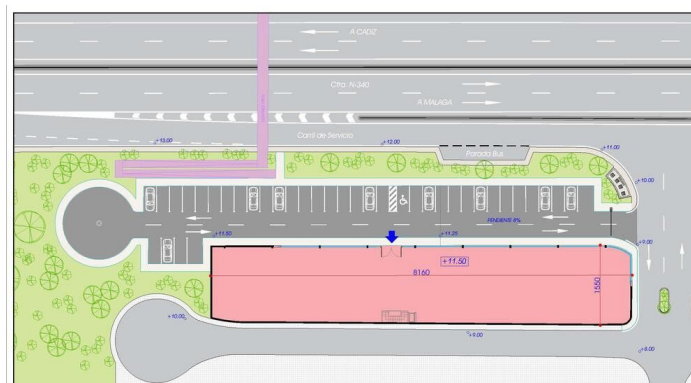 A CADIZ
Ctra. N-340
A MALAGA
Carril de Servicio
+13.00
+12.00
Parada Bus
+11.00
+10.00
PENDIENTE 8%
+11.50
+11.25
+9.00
+11.50
8160
1550
+10.00
+9.00
+8.00